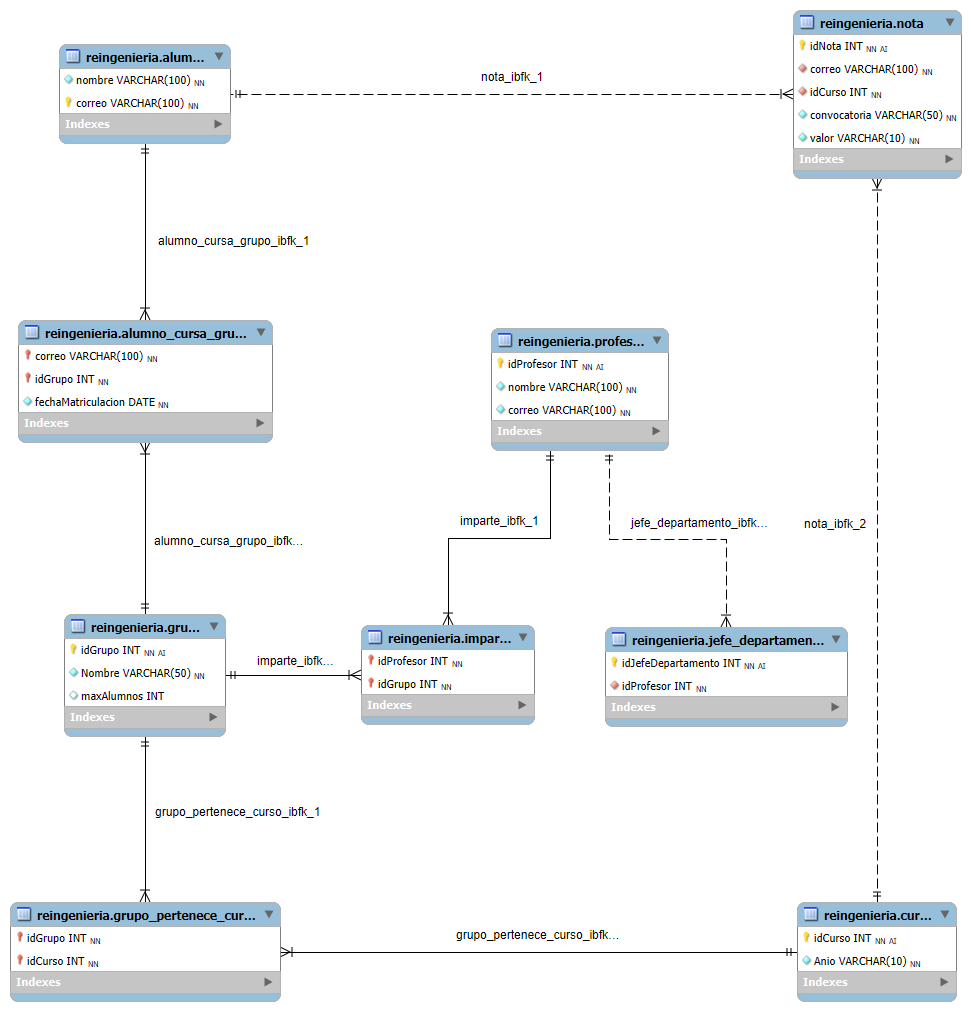 reingenieria.alum...
nombre VARCHAR(100) NN
correo VARCHAR(100) NN
Indexes
nota_ibfk_1
reingenieria.nota
idNota INT NN AI
correo VARCHAR(100) NN
idCurso INT NN
convocatoria VARCHAR(50) NN
valor VARCHAR(10) NN
Indexes
alumno_cursa_grupo_ibfk_1
reingenieria.alumno_cursa_gru...
correo VARCHAR(100) NN
idGrupo INT NN
fechaMatriculacion DATE NN
Indexes
reingenieria.profes...
idProfesor INT NN AI
nombre VARCHAR(100) NN
correo VARCHAR(100) NN
Indexes
imparte_ibfk_1
jefe_departamento_ibfk...
nota_ibfk_2
alumno_cursa_grupo_ibfk...
reingenieria.gru...
idGrupo INT NN AI
Nombre VARCHAR(50) NN
maxAlumnos INT
Indexes
imparte_ibfk...
reingenieria.impar...
idProfesor INT NN
idGrupo INT NN
Indexes
reingenieria.jefe_departamen...
idJefeDepartamento INT NN AI
idProfesor INT NN
Indexes
grupo_pertenece_curso_ibfk_1
reingenieria.grupo_pertenece_cur...
idGrupo INT NN
idCurso INT NN
Indexes
grupo_pertenece_curso_ibfk...
reingenieria.cur...
idCurso INT NN AI
Anio VARCHAR(10) NN
Indexes